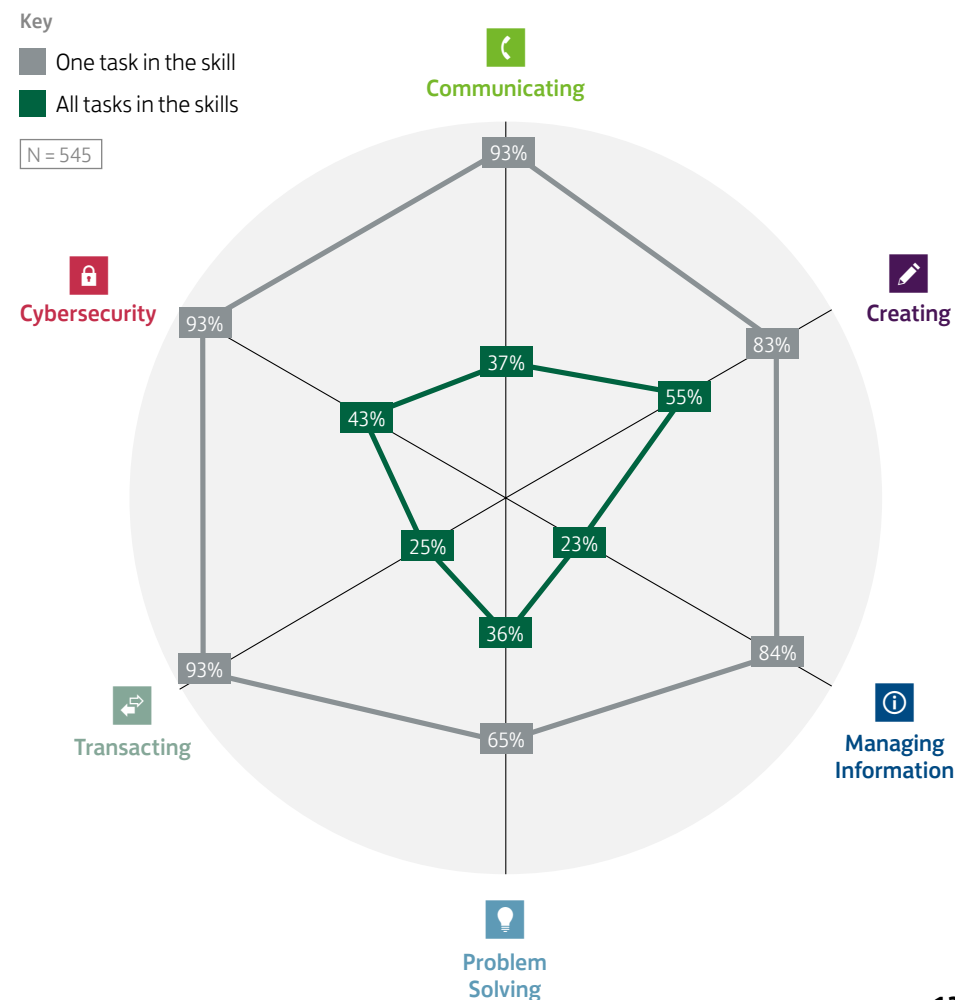 Key
One task in the skill
All tasks in the skills
N = 545
Communicating
93%
Cybersecurity
93%
Creating
83%
37%
55%
43%
25%
23%
36%
93%
84%
65%
Transacting
Managing
Information
Problem
Solving